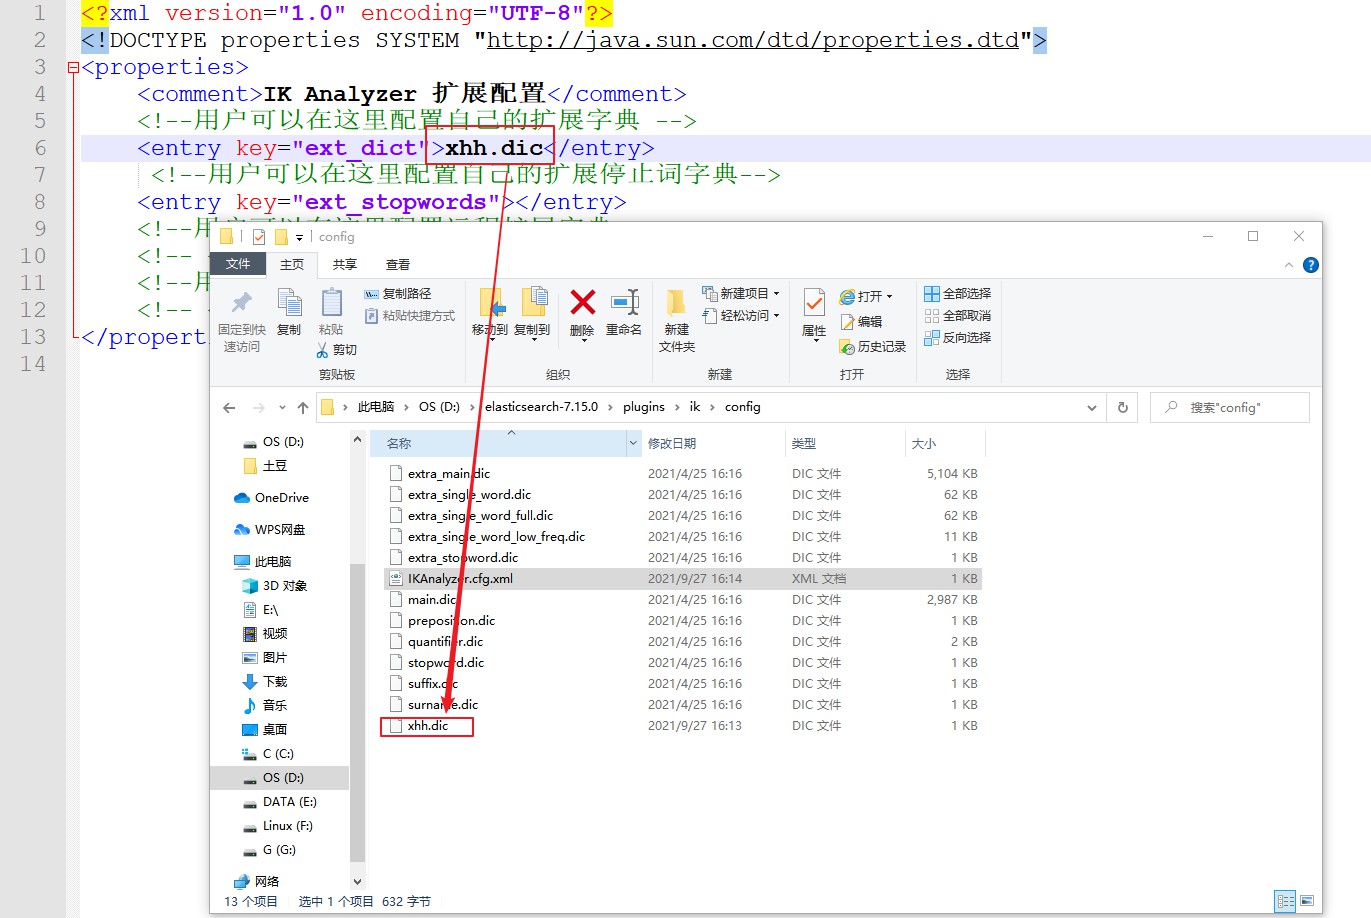 1 <?xml version="1.0" encoding="UTF-8"?>
2 <!DOCTYPE properties SYSTEM "http://java.sun.com/dtd/properties.dtd">
3 <properties>
4 <comment>IK Analyzer 扩展配置</comment>
5 <!--用户可以在这里配置自己的扩展字典 -->
6 <entry key="ext_dict">xhh.dic</entry>
7 <!--用户可以在这里配置自己的扩展停止词字典-->
8 <entry key="ext_stopwords"></entry>
9 <!--用户可以在这里配置远程扩展字典
10 <!--
11 <!--用
12 <!--
13 </properti
14
config
文件 主页 共享 查看
固定到快速访问
复制
粘贴
复制路径
粘贴快捷方式
剪切
移动到 复制到 删除 重命名
新建文件夹
新建项目
轻松访问
属性
打开
编辑
历史记录
全部选择
全部取消
反向选择
剪贴板 组织 新建 打开 选择
此电脑 OS (D:) elasticsearch-7.15.0 plugins ik config
搜索"config"
OS (D:)
土豆
OneDrive
WPS网盘
此电脑
3D 对象
E:\
视频
图片
下载
音乐
桌面
C (C:)
OS (D:)
DATA (E:)
Linux (F:)
G (G:)
网络
名称 修改日期 类型 大小
extra_main.dic 2021/4/25 16:16 DIC 文件 5,104 KB
extra_single_word.dic 2021/4/25 16:16 DIC 文件 62 KB
extra_single_word_full.dic 2021/4/25 16:16 DIC 文件 62 KB
extra_single_word_low_freq.dic 2021/4/25 16:16 DIC 文件 11 KB
extra_stopword.dic 2021/4/25 16:16 DIC 文件 1 KB
IKAnalyzer.cfg.xml 2021/9/27 16:14 XML 文档 1 KB
main.dic 2021/4/25 16:16 DIC 文件 2,987 KB
preposition.dic 2021/4/25 16:16 DIC 文件 1 KB
quantifier.dic 2021/4/25 16:16 DIC 文件 2 KB
stopword.dic 2021/4/25 16:16 DIC 文件 1 KB
suffix.dic 2021/4/25 16:16 DIC 文件 1 KB
surname.dic 2021/4/25 16:16 DIC 文件 1 KB
xhh.dic 2021/9/27 16:13 DIC 文件 1 KB
13 个项目 选中 1 个项目 632 字节